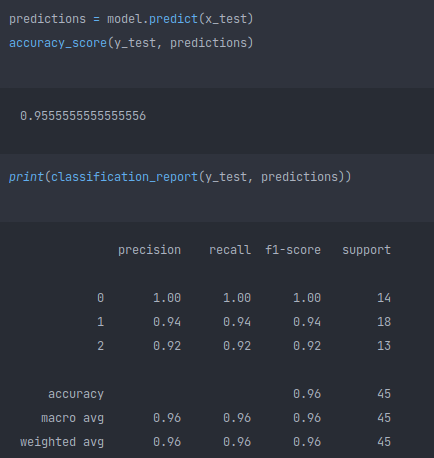 predictions = model.predict(x_test)
accuracy_score(y_test, predictions)
0.9555555555555556
print(classification_report(y_test, predictions))
precision recall f1-score support
0 1.00 1.00 1.00 14
1 0.94 0.94 0.94 18
2 0.92 0.92 0.92 13
accuracy 0.96 45
macro avg 0.96 0.96 0.96 45
weighted avg 0.96 0.96 0.96 45